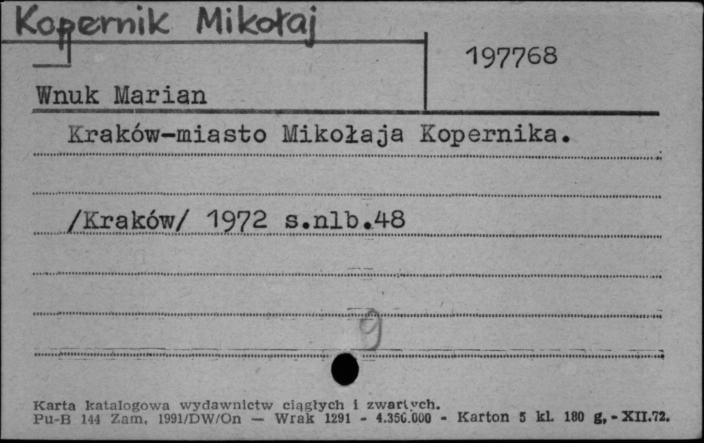 Kopernik Mikołaj
197768
Wnuk Marian
Kraków-miasto Mikołaja Kopernika.
/Kraków/ 1972 s.nlb.48
9
Karta katalogowa wydawnictw ciągłych i zwartych.
Pu-B 144 Zam. 1991/DW/On — Wrak 1291 - 4.356.000 - Karton 5 kl. 180 g, - XII.72.